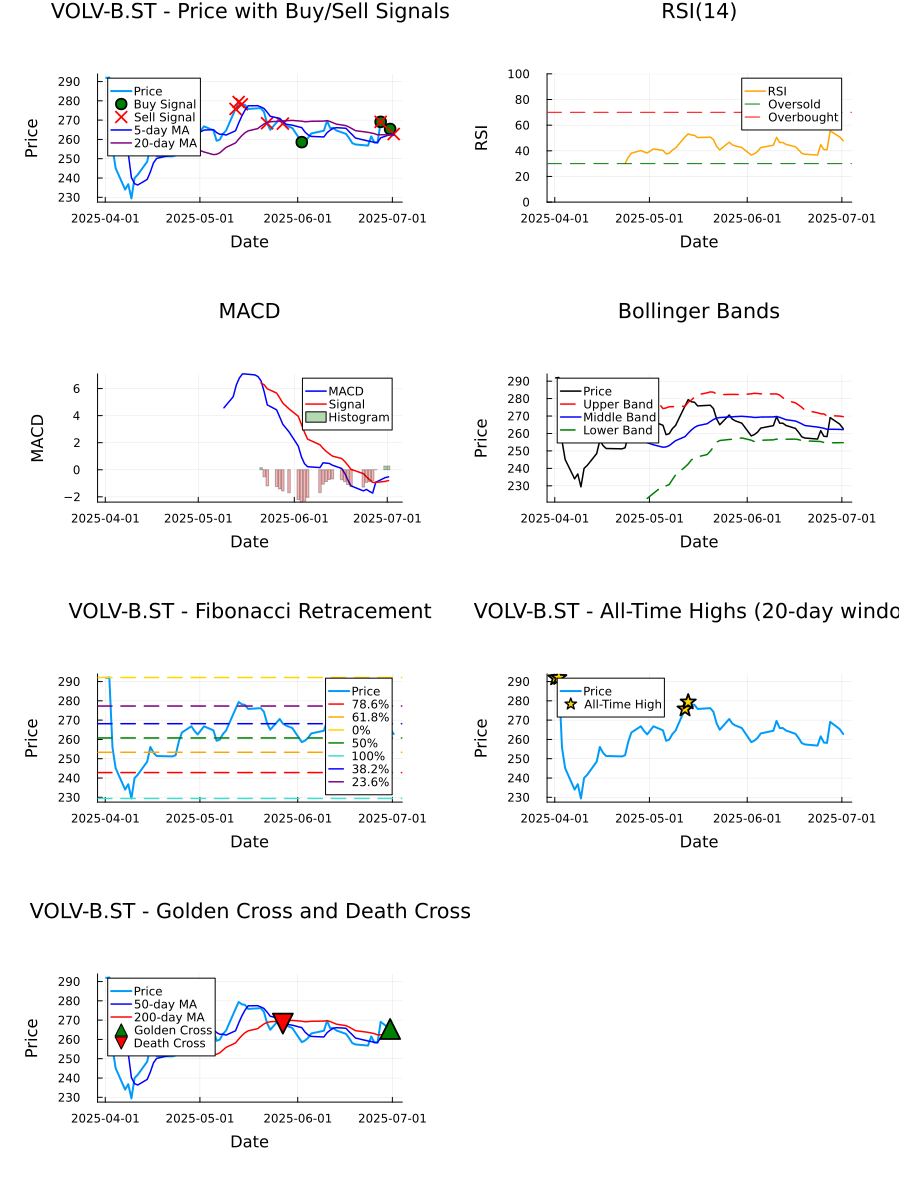 VOLV-B.ST - Price with Buy/Sell Signals
Price
290
280
270
260
250
240
230
Price
Buy Signal
Sell Signal
5-day MA
20-day MA
2025-04-01
2025-05-01
2025-06-01
2025-07-01
Date
RSI(14)
RSI
100
80
60
40
20
0
RSI
Oversold
Overbought
2025-04-01
2025-05-01
2025-06-01
2025-07-01
Date
MACD
MACD
6
4
2
0
−2
MACD
Signal
Histogram
2025-04-01
2025-05-01
2025-06-01
2025-07-01
Date
Bollinger Bands
Price
290
280
270
260
250
240
230
Price
Upper Band
Middle Band
Lower Band
2025-04-01
2025-05-01
2025-06-01
2025-07-01
Date
VOLV-B.ST - Fibonacci Retracement
Price
290
280
270
260
250
240
230
Price
78.6%
61.8%
0%
50%
100%
38.2%
23.6%
2025-04-01
2025-05-01
2025-06-01
2025-07-01
Date
VOLV-B.ST - All-Time Highs (20-day windo
Price
290
280
270
260
250
240
230
Price
All-Time High
2025-04-01
2025-05-01
2025-06-01
2025-07-01
Date
VOLV-B.ST - Golden Cross and Death Cross
Price
290
280
270
260
250
240
230
Price
50-day MA
200-day MA
Golden Cross
Death Cross
2025-04-01
2025-05-01
2025-06-01
2025-07-01
Date